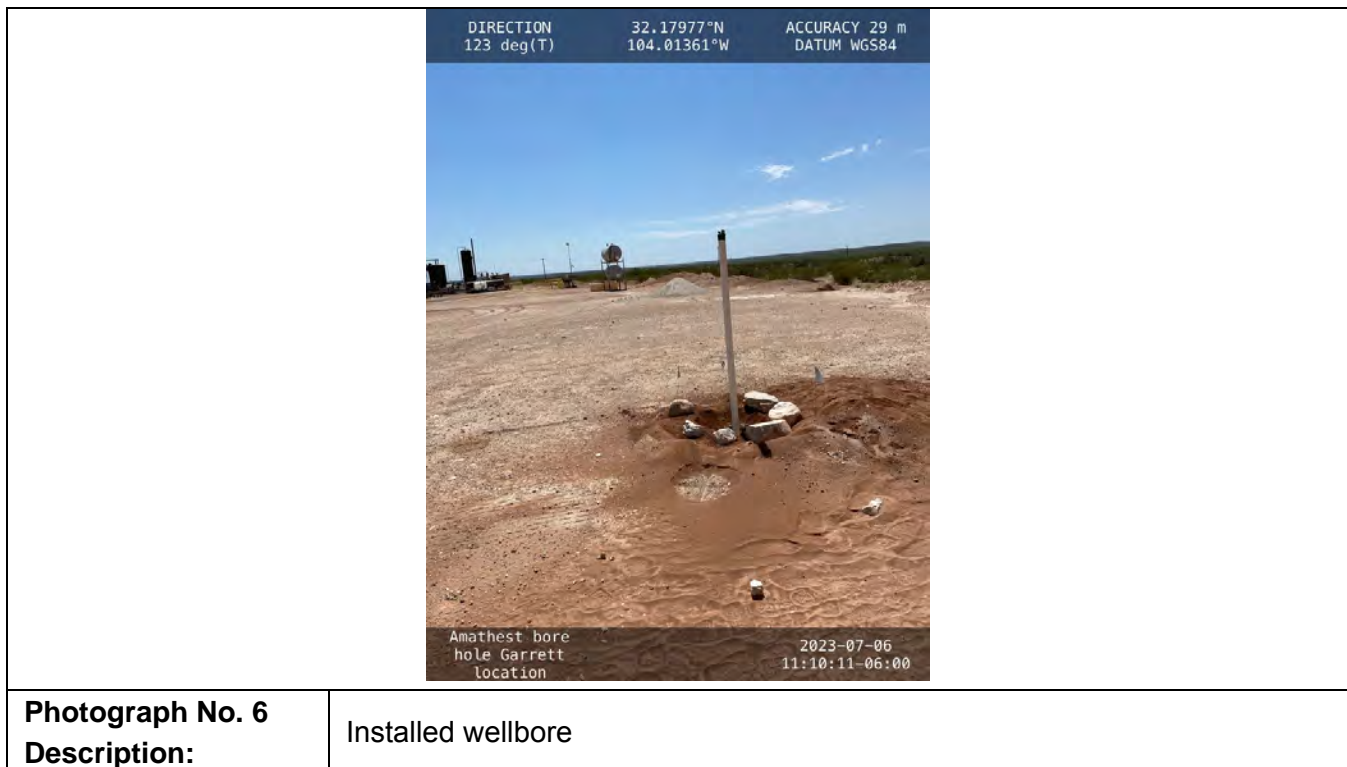 DIRECTION
123 deg(T)
32.17977°N
104.01361°W
ACCURACY 29 m
DATUM WGS84
Amathest bore
hole Garrett
location
2023-07-06
11:10:11-06:00
Photograph No. 6
Description:
Installed wellbore